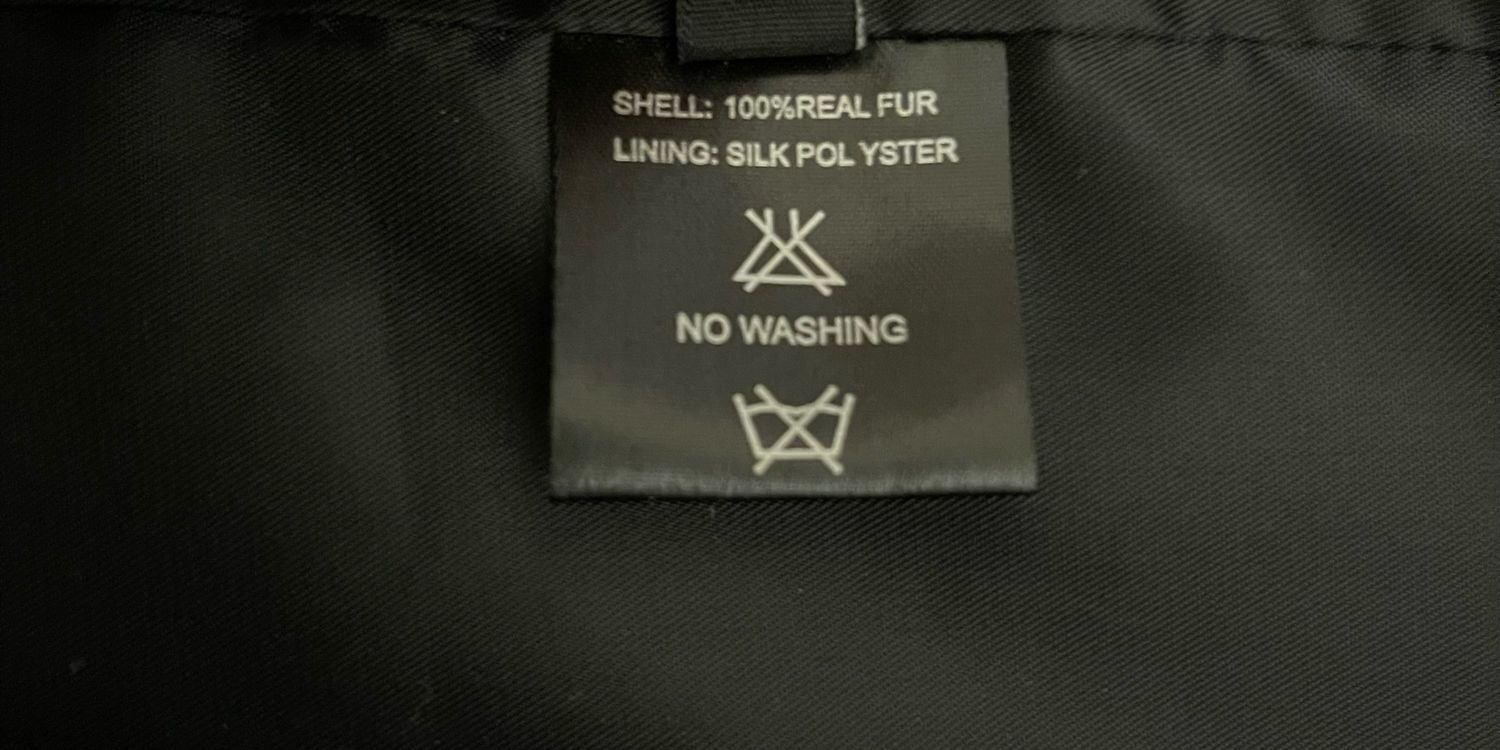 SHELL: 100%REAL FUR
LINING: SILK POL YSTER
NO WASHING